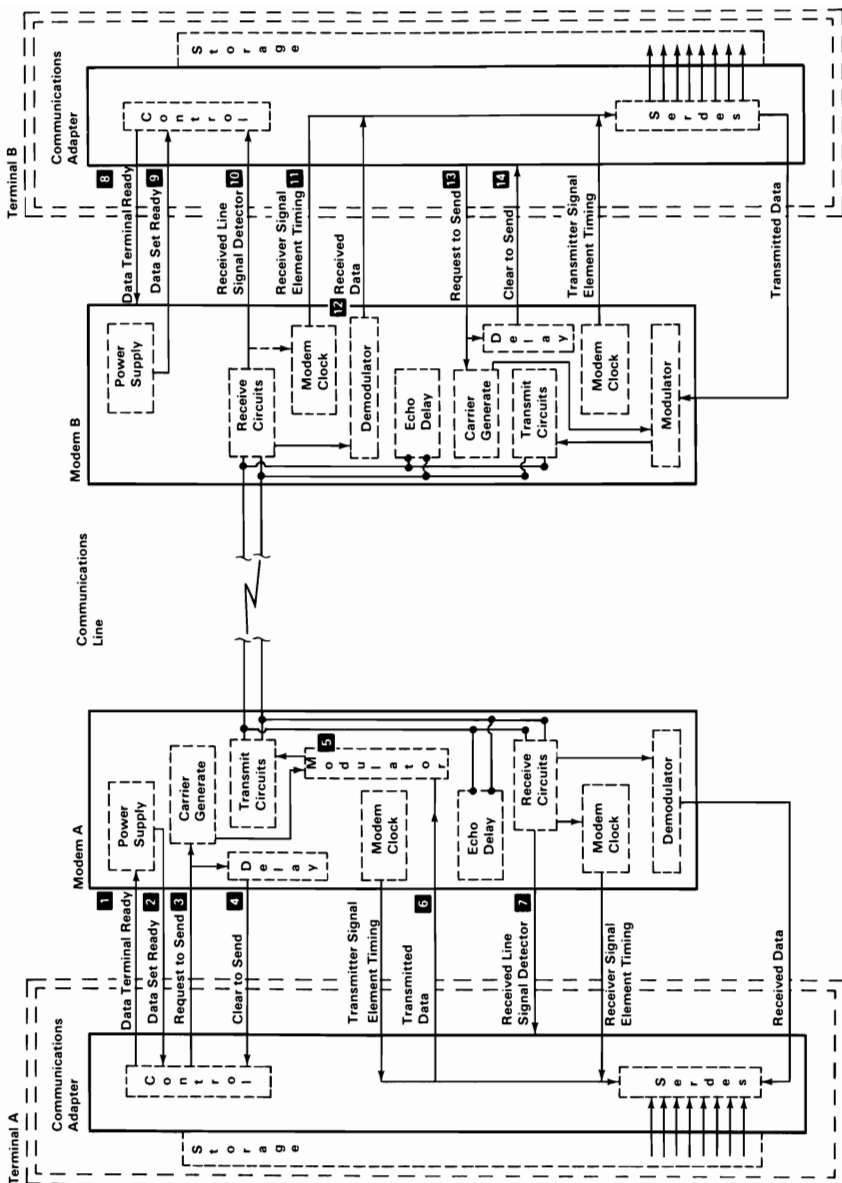 Terminal A
Communications
Adapter
Storage
Control
Serdes
1
Data Terminal Ready
2
Data Set Ready
3
Request to Send
4
Clear to Send
Transmitter Signal
Element Timing
6
Transmitted
Data
7
Received Line
Signal Detector
Receiver Signal
Element Timing
Received Data
Modem A
Power
Supply
Carrier
Generate
Delay
Transmit
Circuits
5
Modulator
Modem
Clock
Echo
Delay
Receive
Circuits
Modem
Clock
Demodulator
Communications
Line
Modem B
Power
Supply
Receive
Circuits
Modem
Clock
12
Demodulator
Echo
Delay
Carrier
Generate
Delay
Transmit
Circuits
Modem
Clock
Modulator
8
Data Terminal Ready
9
Data Set Ready
10
Received Line
Signal Detector
11
Receiver Signal
Element Timing
Received
Data
13
Request to Send
14
Clear to Send
Transmitter Signal
Element Timing
Transmitted Data
Terminal B
Communications
Adapter
Control
Serdes
Storage